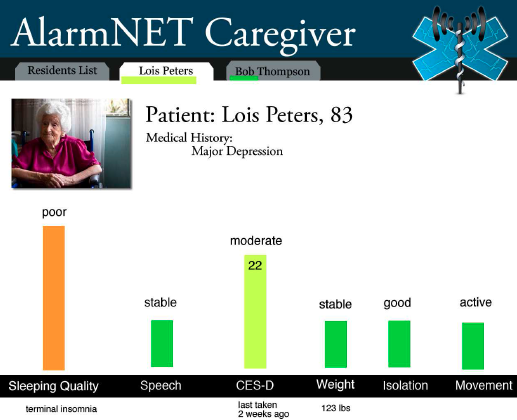 AlarmNET Caregiver
Residents List
Lois Peters
Bob Thompson
Patient: Lois Peters, 83
Medical History:
Major Depression
poor
moderate
22
stable
stable
good
active
Sleeping Quality
Speech
CES-D
Weight
Isolation
Movement
terminal insomnia
last taken
2 weeks ago
123 lbs